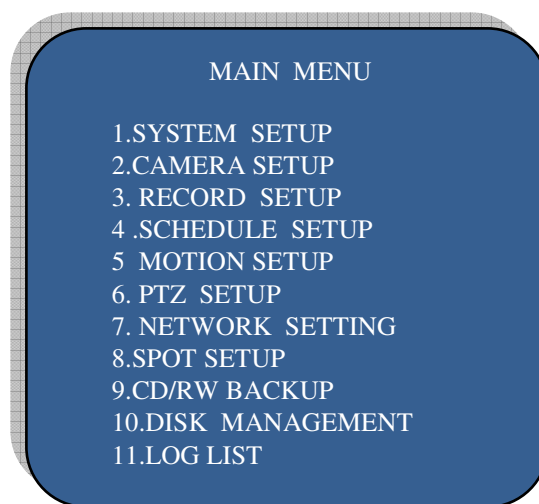 MAIN MENU
1.SYSTEM SETUP
2.CAMERA SETUP
3. RECORD SETUP
4 .SCHEDULE SETUP
5 MOTION SETUP
6. PTZ SETUP
7. NETWORK SETTING
8.SPOT SETUP
9.CD/RW BACKUP
10.DISK MANAGEMENT
11.LOG LIST